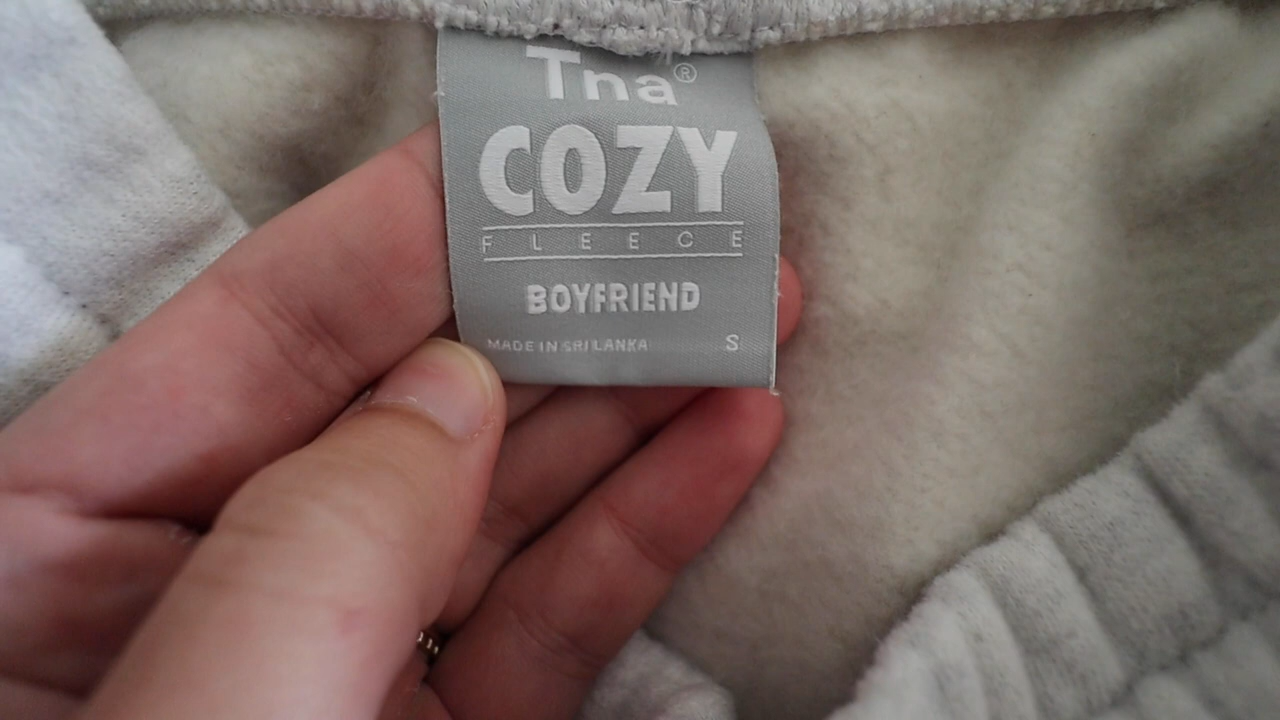 Tna®
COZY
FLEECE
BOYFRIEND
MADE IN SRI LANKA S